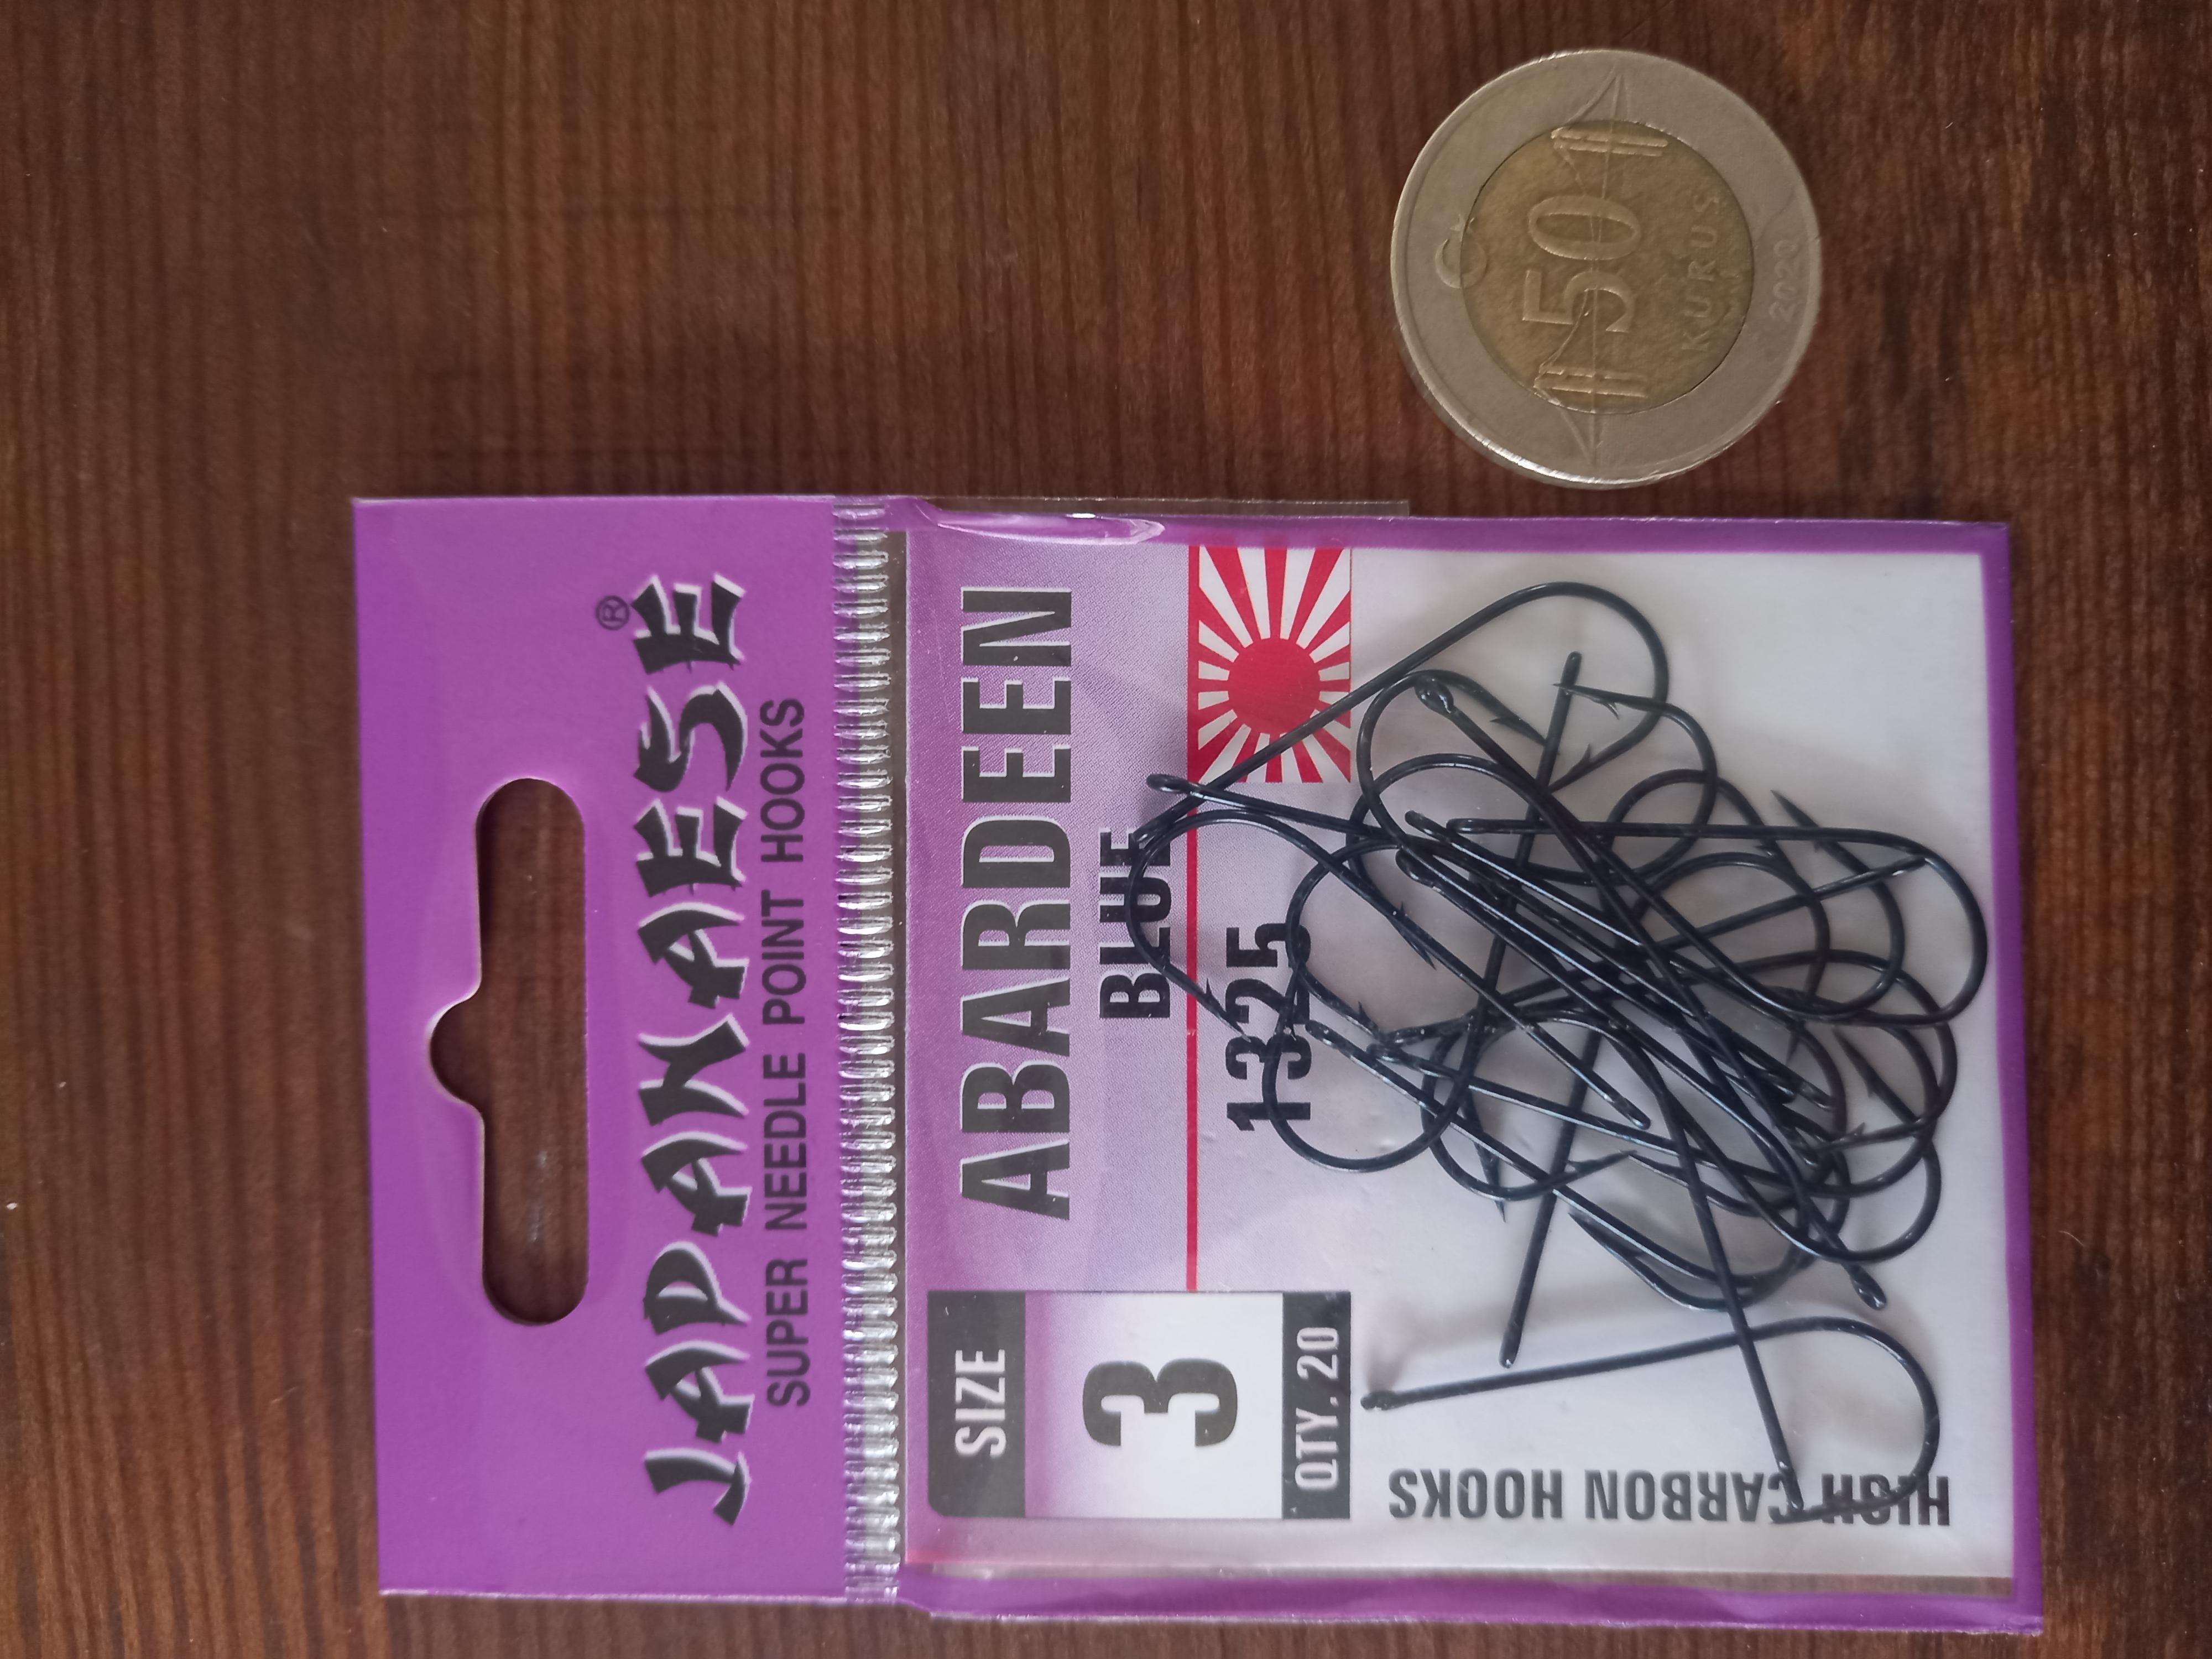 JAPANESE®
SUPER NEEDLE POINT HOOKS
ABARDEEN
BLUE
1325
SIZE
3
QTY. 20
HIGH CARBON HOOKS
50
KURUŞ
2020